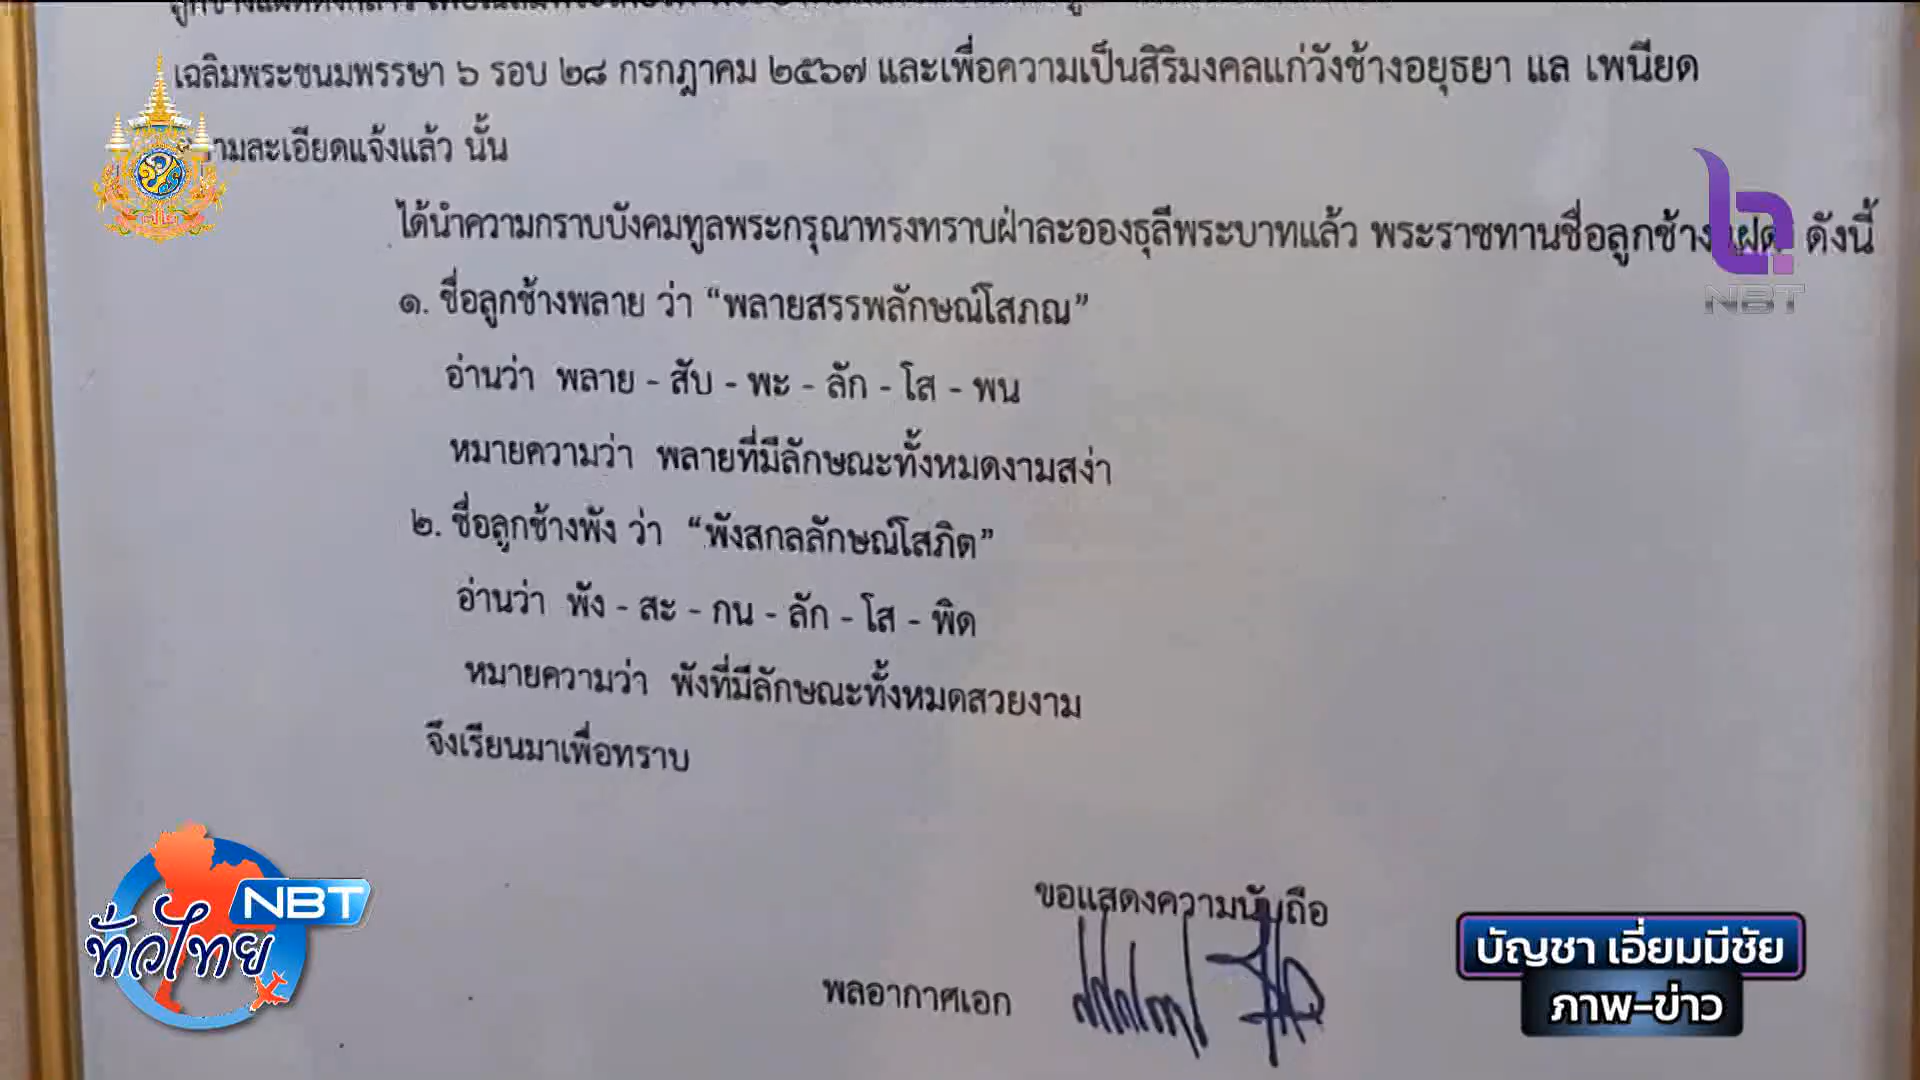 เฉลิมพระชนมพรรษา ๖ รอบ ๒๘ กรกฎาคม ๒๕๖๗ และเพื่อความเป็นสิริมงคลแก่วังช้างอยุธยา แล เพนียด
ความละเอียดแจ้งแล้ว นั้น
ได้นำความกราบบังคมทูลพระกรุณาทรงทราบฝ่าละอองธุลีพระบาทแล้ว พระราชทานชื่อลูกช้างแฝด ดังนี้
๑. ชื่อลูกช้างพลาย ว่า “พลายสรรพลักษณ์โสภณ”
อ่านว่า พลาย - สับ - พะ - ลัก - โส - พน
หมายความว่า พลายที่มีลักษณะทั้งหมดงามสง่า
๒. ชื่อลูกช้างพัง ว่า “พังสกลลักษณ์โสภิต”
อ่านว่า พัง - สะ - กน - ลัก - โส - พิด
หมายความว่า พังที่มีลักษณะทั้งหมดสวยงาม
จึงเรียนมาเพื่อทราบ
ขอแสดงความนับถือ
พลอากาศเอก
NBT
NBT
ทั่วไทย
บัญชา เอี่ยมมีชัย
ภาพ-ข่าว